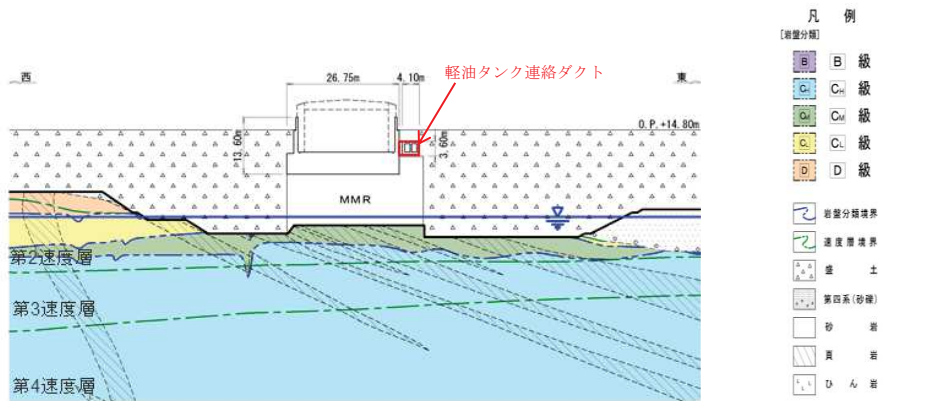 凡 例
[岩盤分類]
B B 級
CH CH 級
CM CM 級
CL CL 級
D D 級
岩盤分類境界
速度層境界
盛 土
第四系(砂礫)
砂 岩
頁 岩
ひん岩
軽油タンク連絡ダクト
西
26.75m 4.10m
東
O.P.+14.80m
13.60m
3.60m
MMR
第2速度層
第3速度層
第4速度層